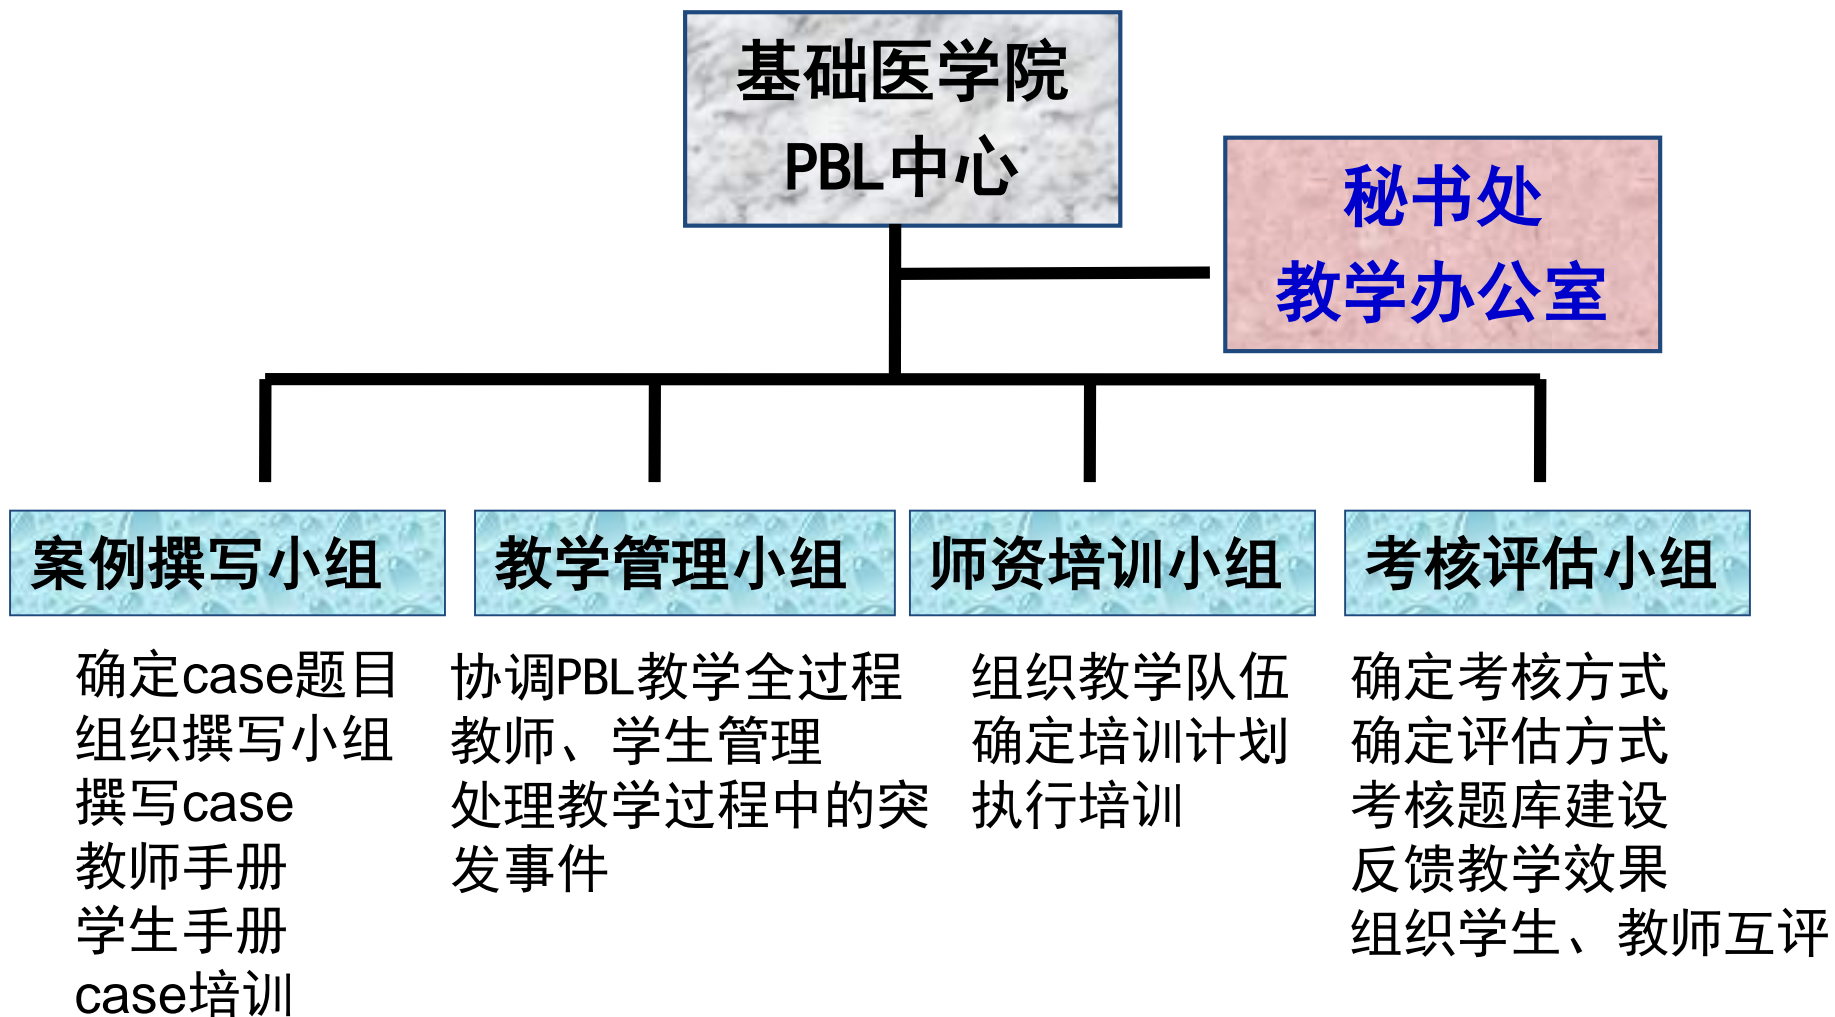 基础医学院
PBL中心
秘书处
教学办公室
案例撰写小组
教学管理小组
师资培训小组
考核评估小组
确定case题目
组织撰写小组
撰写case
教师手册
学生手册
case培训
协调PBL教学全过程
教师、学生管理
处理教学过程中的突
发事件
组织教学队伍
确定培训计划
执行培训
确定考核方式
确定评估方式
考核题库建设
反馈教学效果
组织学生、教师互评